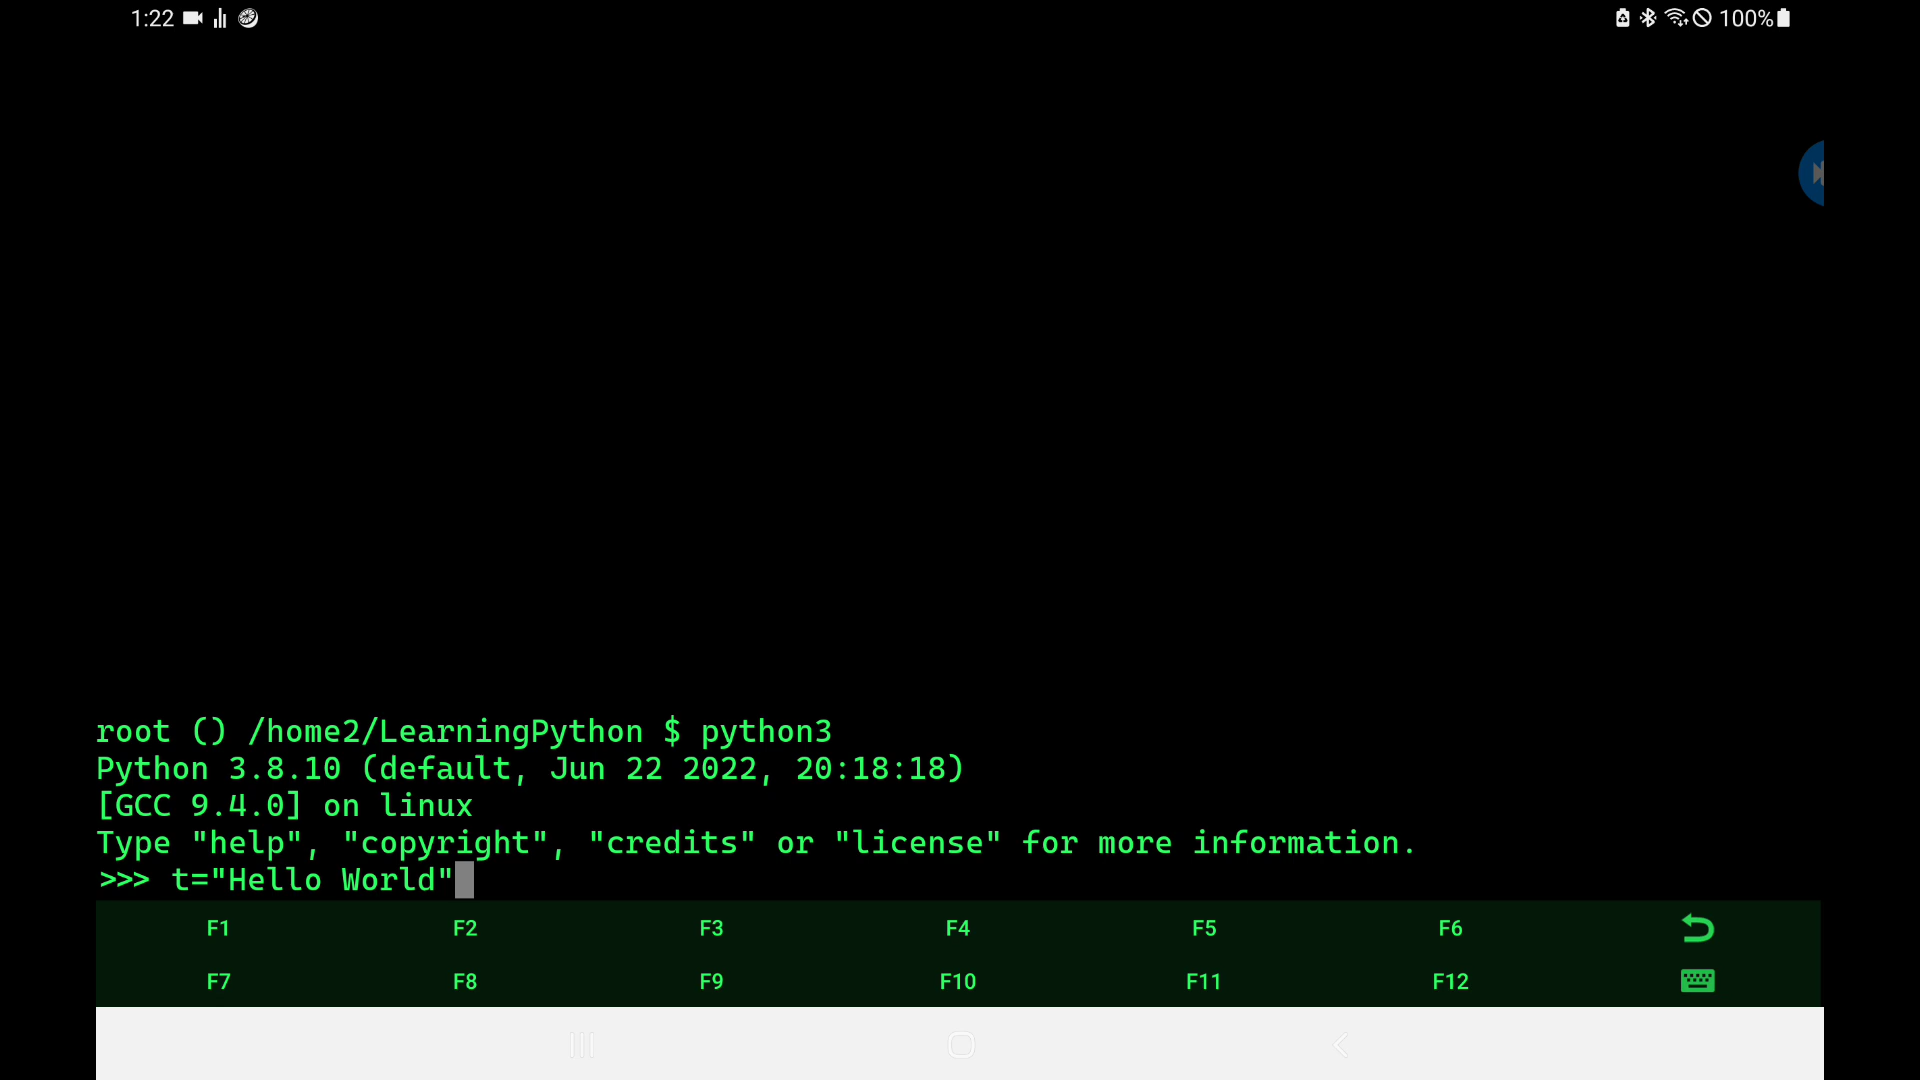 1:22 100%
root () /home2/LearningPython $ python3
Python 3.8.10 (default, Jun 22 2022, 20:18:18)
[GCC 9.4.0] on linux
Type "help", "copyright", "credits" or "license" for more information.
>>> t="Hello World"
F1 F2 F3 F4 F5 F6
F7 F8 F9 F10 F11 F12